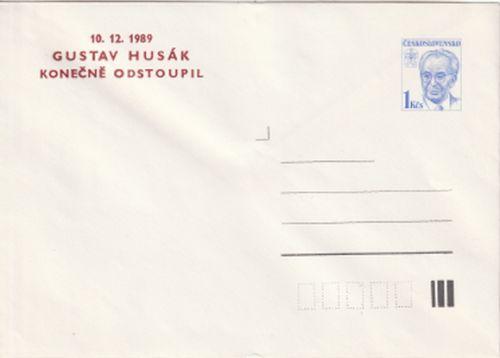 10. 12. 1989
GUSTAV HUSÁK
KONEČNĚ ODSTOUPIL
ČESKOSLOVENSKO
1 Kčs